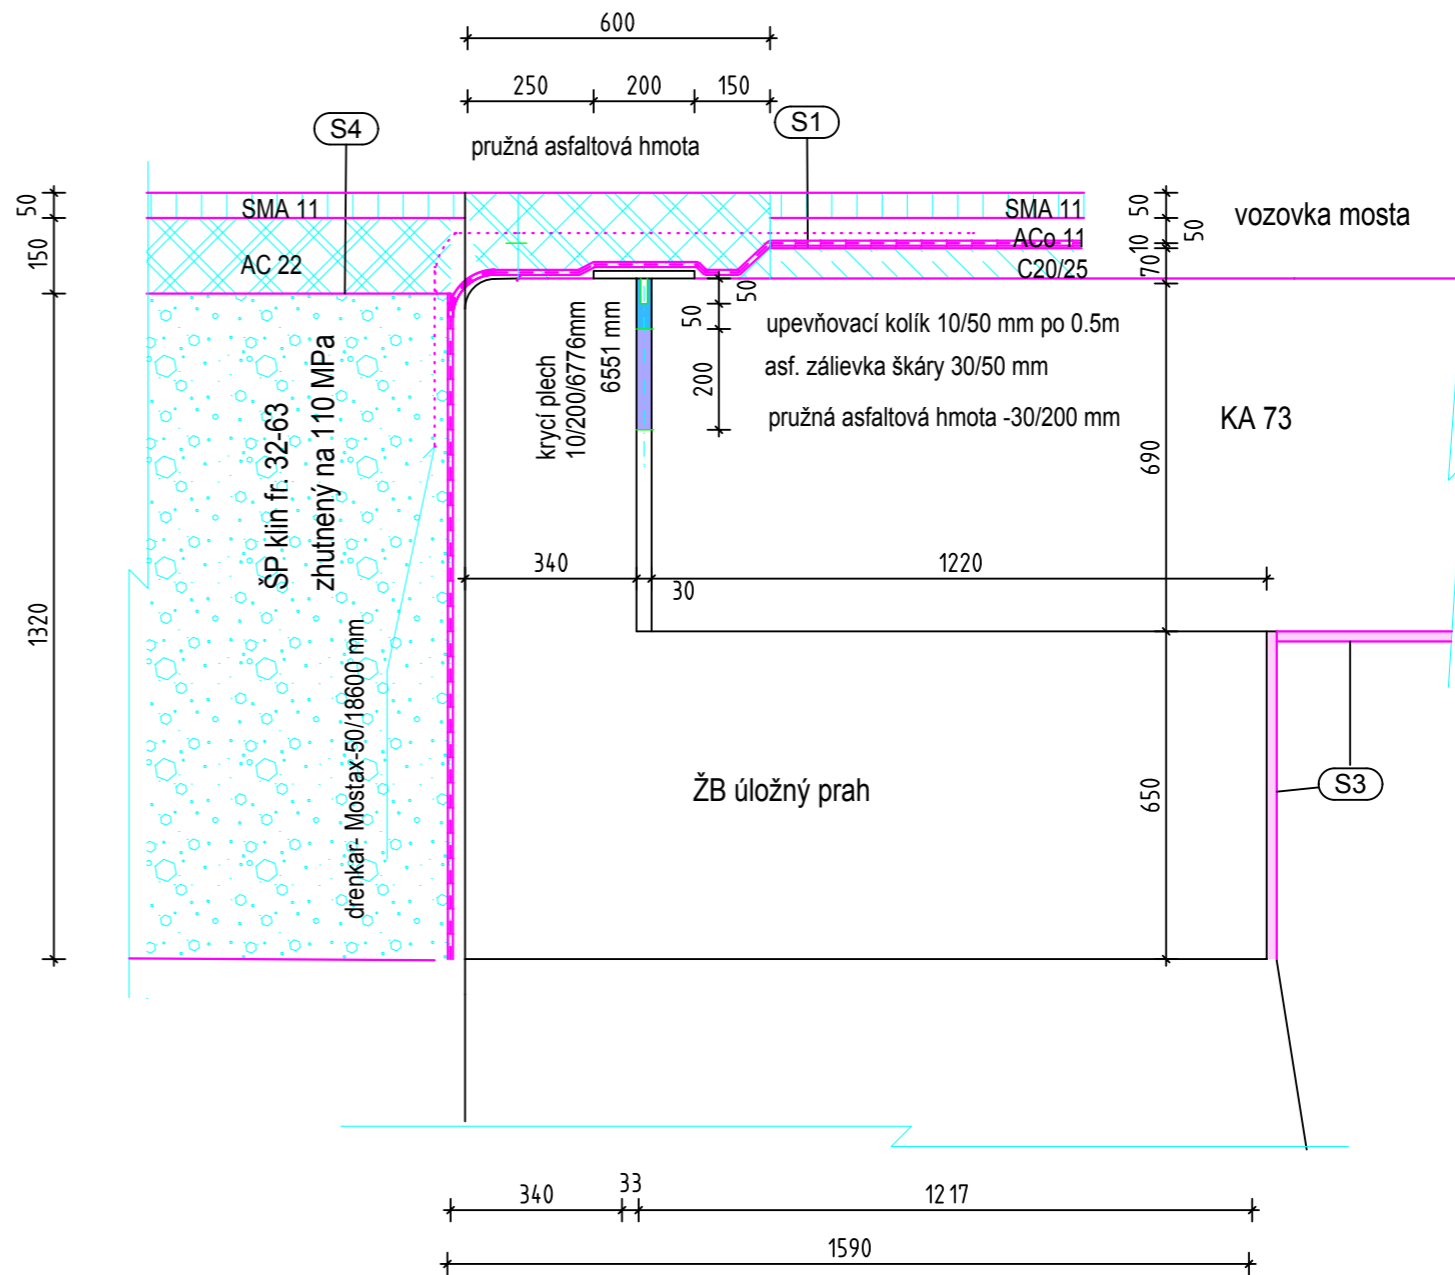 600
250
200
150
S4
S1
pružná asfaltová hmota
50
SMA 11
SMA 11
50
vozovka mosta
150
AC 22
ACo 11
10
50
C20/25
70
50
50
upevňovací kolík 10/50 mm po 0.5m
asf. zálievka škáry 30/50 mm
200
pružná asfaltová hmota -30/200 mm
krycí plech
10/200/6776mm
6551 mm
KA 73
ŠP klin fr. 32-63
zhutnený na 110 MPa
690
340
30
1220
1320
drenkar- Mostax-50/18600 mm
ŽB úložný prah
650
S3
340
33
1217
1590